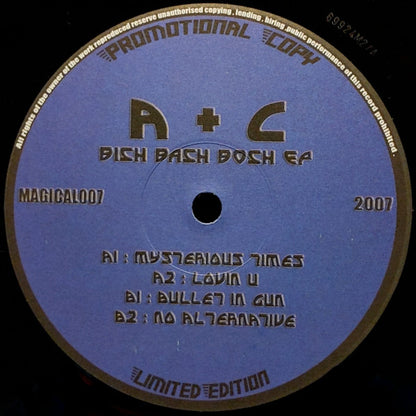 All rights of the owner of the work reproduced reserve unauthorised copying . lending . hiring .public performance of this record prohibited.
PROMOTIONAL COPY
A + C
BISH BASH BOSH EP
MAGICAL007
2007
A1 : MYSTERIOUS TIMES
A2 : LOVIN U
B1 : BULLET IN GUN
B2 : NO ALTERNATIVE
LIMITED EDITION